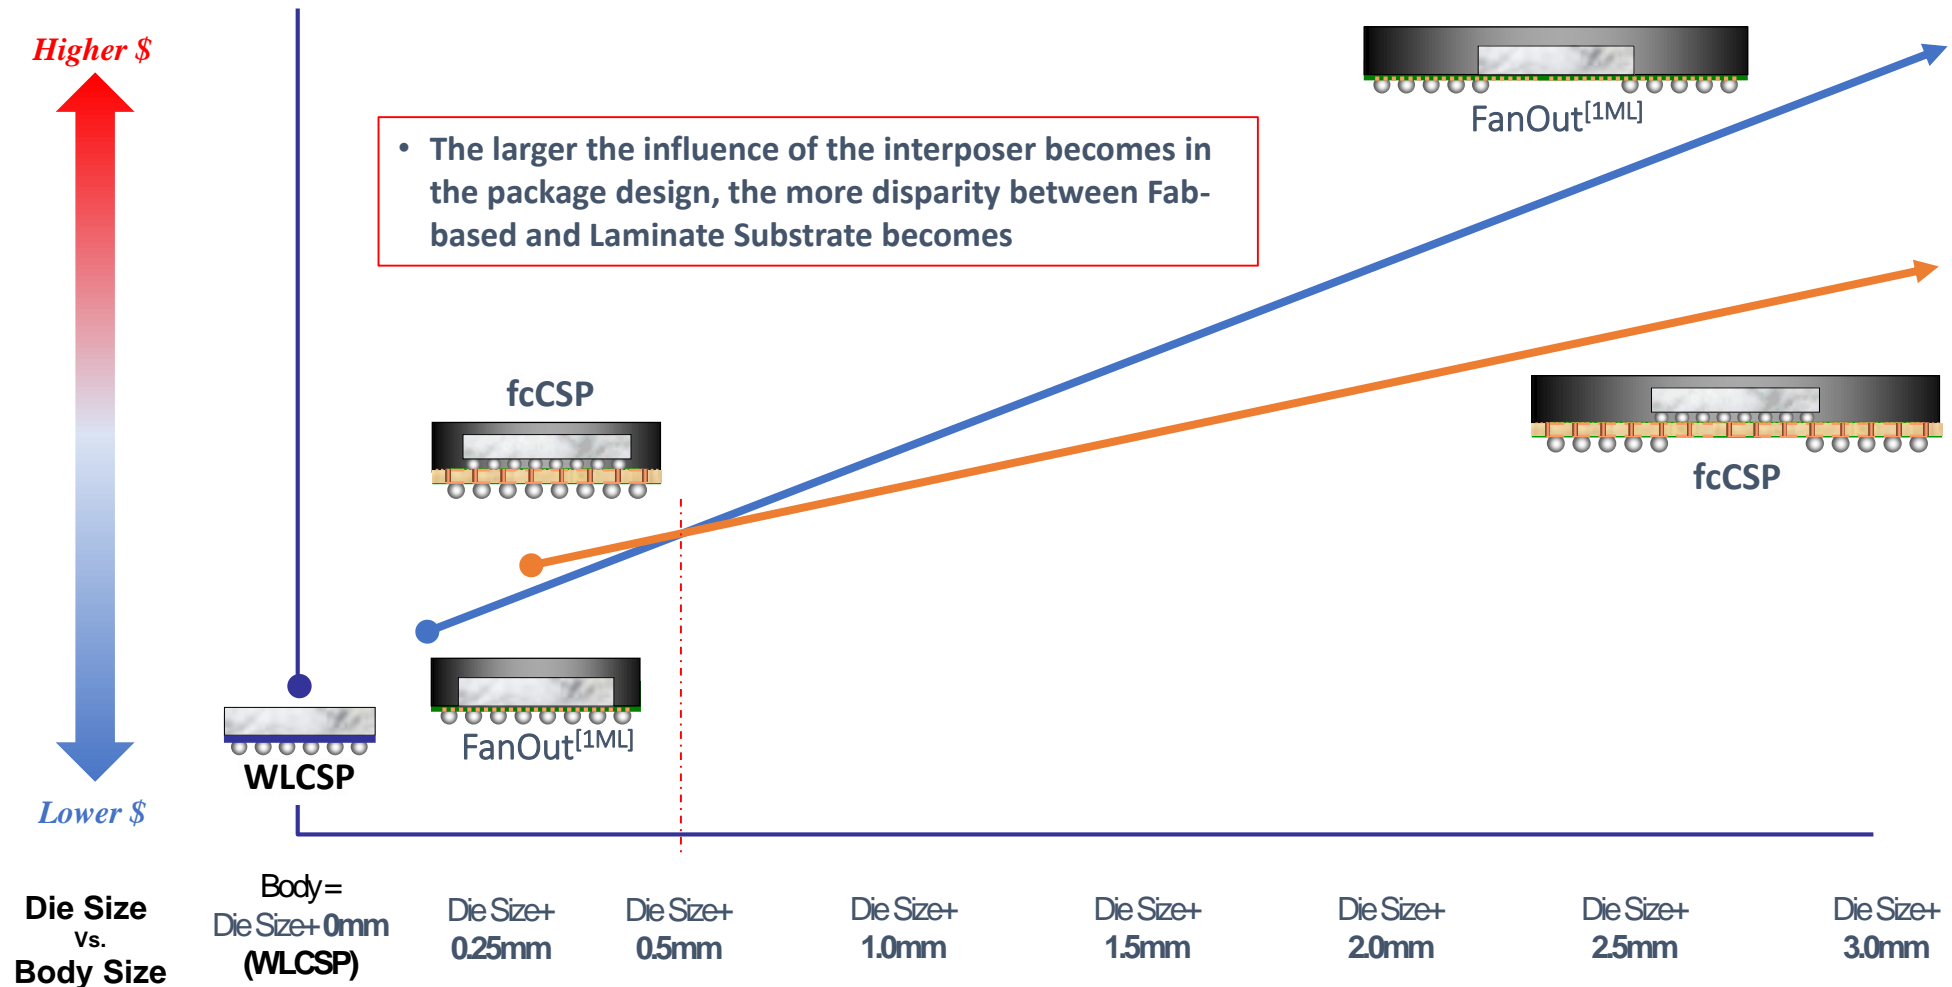 Higher $
FanOut[1ML]
• The larger the influence of the interposer becomes in
the package design, the more disparity between Fab-
based and Laminate Substrate becomes
fcCSP
fcCSP
FanOut[1ML]
WLCSP
Lower $
Die Size
Vs.
Body Size
Body=
Die Size+ 0mm
(WLCSP)
Die Size+
0.25mm
Die Size+
0.5mm
Die Size+
1.0mm
Die Size+
1.5mm
Die Size+
2.0mm
Die Size+
2.5mm
Die Size+
3.0mm